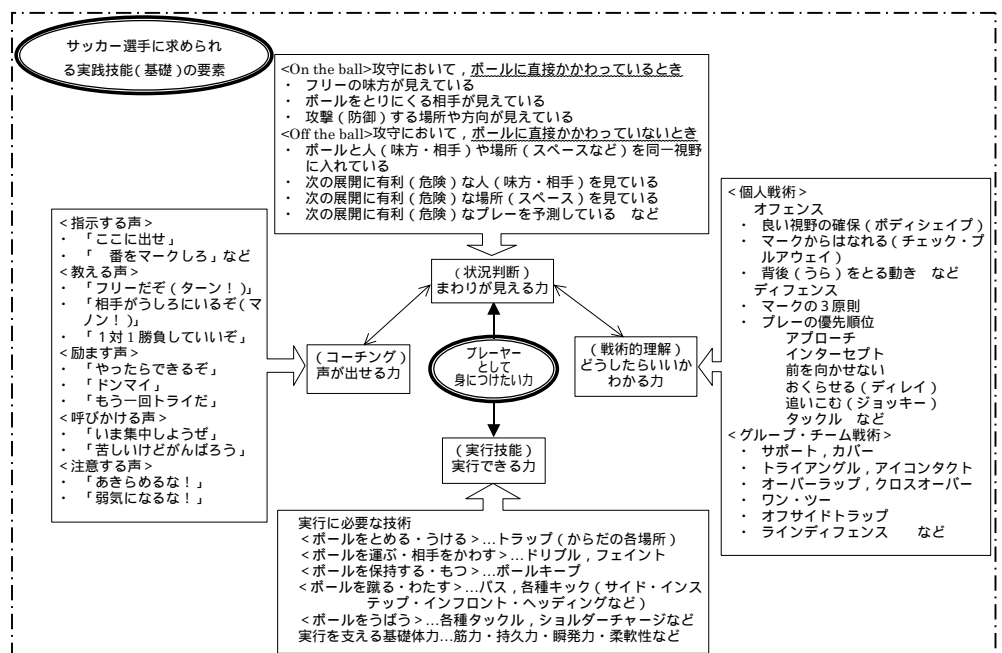 サッカー選手に求められ
る実践技能(基礎)の要素
<On the ball>攻守において，ボールに直接かかわっているとき
・ フリーの味方が見えている
・ ボールをとりにくる相手が見えている
・ 攻撃（防御）する場所や方向が見えている
<Off the ball>攻守において，ボールに直接かかわっていないとき
・ ボールと人（味方・相手）や場所（スペースなど）を同一視野
に入れている
・ 次の展開に有利（危険）な人（味方・相手）を見ている
・ 次の展開に有利（危険）な場所（スペース）を見ている
・ 次の展開に有利（危険）なプレーを予測している など
＜指示する声＞
・ 「ここに出せ」
・ 「 番をマークしろ」など
＜教える声＞
・ 「フリーだぞ（ターン！）」
・ 「相手がうしろにいるぞ（マ
ノン！）」
・ 「１対１勝負していいぞ」
＜励ます声＞
・ 「やったらできるぞ」
・ 「ドンマイ」
・ 「もう一回トライだ」
＜呼びかける声＞
・ 「いま集中しようぜ」
・ 「苦しいけどがんばろう」
＜注意する声＞
・ 「あきらめるな！」
・ 「弱気になるな！」
（状況判断）
まわりが見える力
（コーチング）
声が出せる力
プレーヤー
として
身につけたい力
（戦術的理解）
どうしたらいいか
わかる力
（実行技能）
実行できる力
＜個人戦術＞
オフェンス
・ 良い視野の確保（ボディシェイプ）
・ マークからはなれる（チェック・プ
ルアウェイ）
・ 背後（うら）をとる動き など
ディフェンス
・ マークの３原則
・ プレーの優先順位
アプローチ
インターセプト
前を向かせない
おくらせる（ディレイ）
追いこむ（ジョッキー）
タックル など
＜グループ・チーム戦術＞
・ サポート，カバー
・ トライアングル，アイコンタクト
・ オーバーラップ，クロスオーバー
・ ワン・ツー
・ オフサイドトラップ
・ ラインディフェンス など
実行に必要な技術
＜ボールをとめる・うける＞…トラップ（からだの各場所）
＜ボールを運ぶ・相手をかわす＞…ドリブル，フェイント
＜ボールを保持する・もつ＞…ボールキープ
＜ボールを蹴る・わたす＞…パス，各種キック（サイド・インス
テップ・インフロント・ヘッディングなど）
＜ボールをうばう＞…各種タックル，ショルダーチャージなど
実行を支える基礎体力…筋力・持久力・瞬発力・柔軟性など